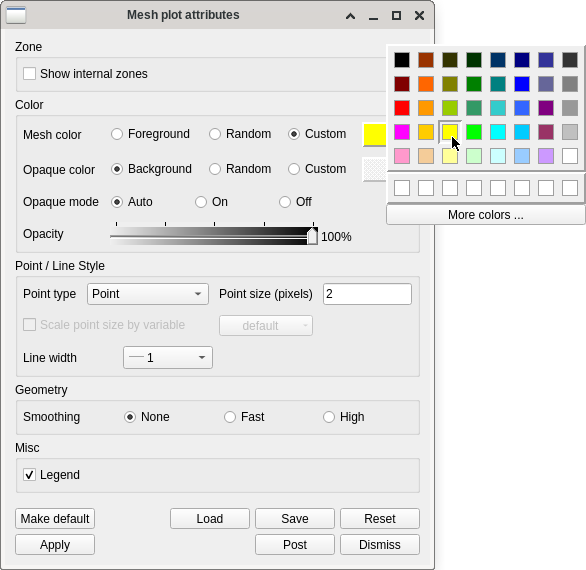 Mesh plot attributes
Zone
Show internal zones
Color
Mesh color Foreground Random Custom
Opaque color Background Random Custom
Opaque mode Auto On Off
Opacity 100%
More colors ...
Point / Line Style
Point type Point Point size (pixels) 2
Scale point size by variable default
Line width 1
Geometry
Smoothing None Fast High
Misc
Legend
Make default Load Save Reset
Apply Post Dismiss